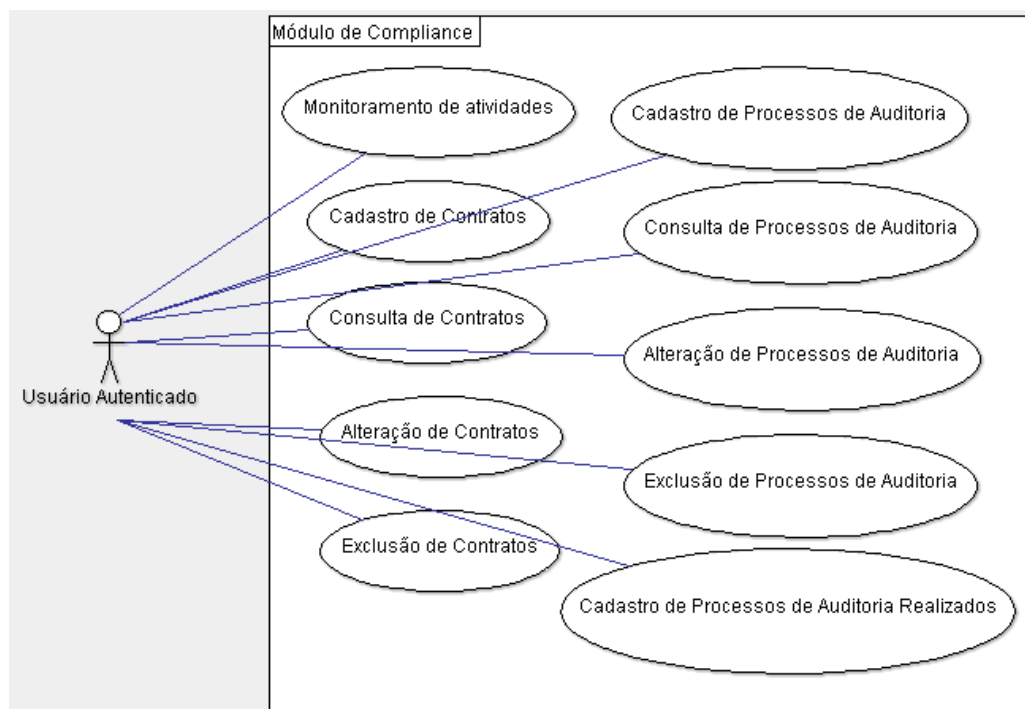 Módulo de Compliance
Monitoramento de atividades
Cadastro de Processos de Auditoria
Cadastro de Contratos
Consulta de Processos de Auditoria
Consulta de Contratos
Alteração de Processos de Auditoria
Usuário Autenticado
Alteração de Contratos
Exclusão de Processos de Auditoria
Exclusão de Contratos
Cadastro de Processos de Auditoria Realizados